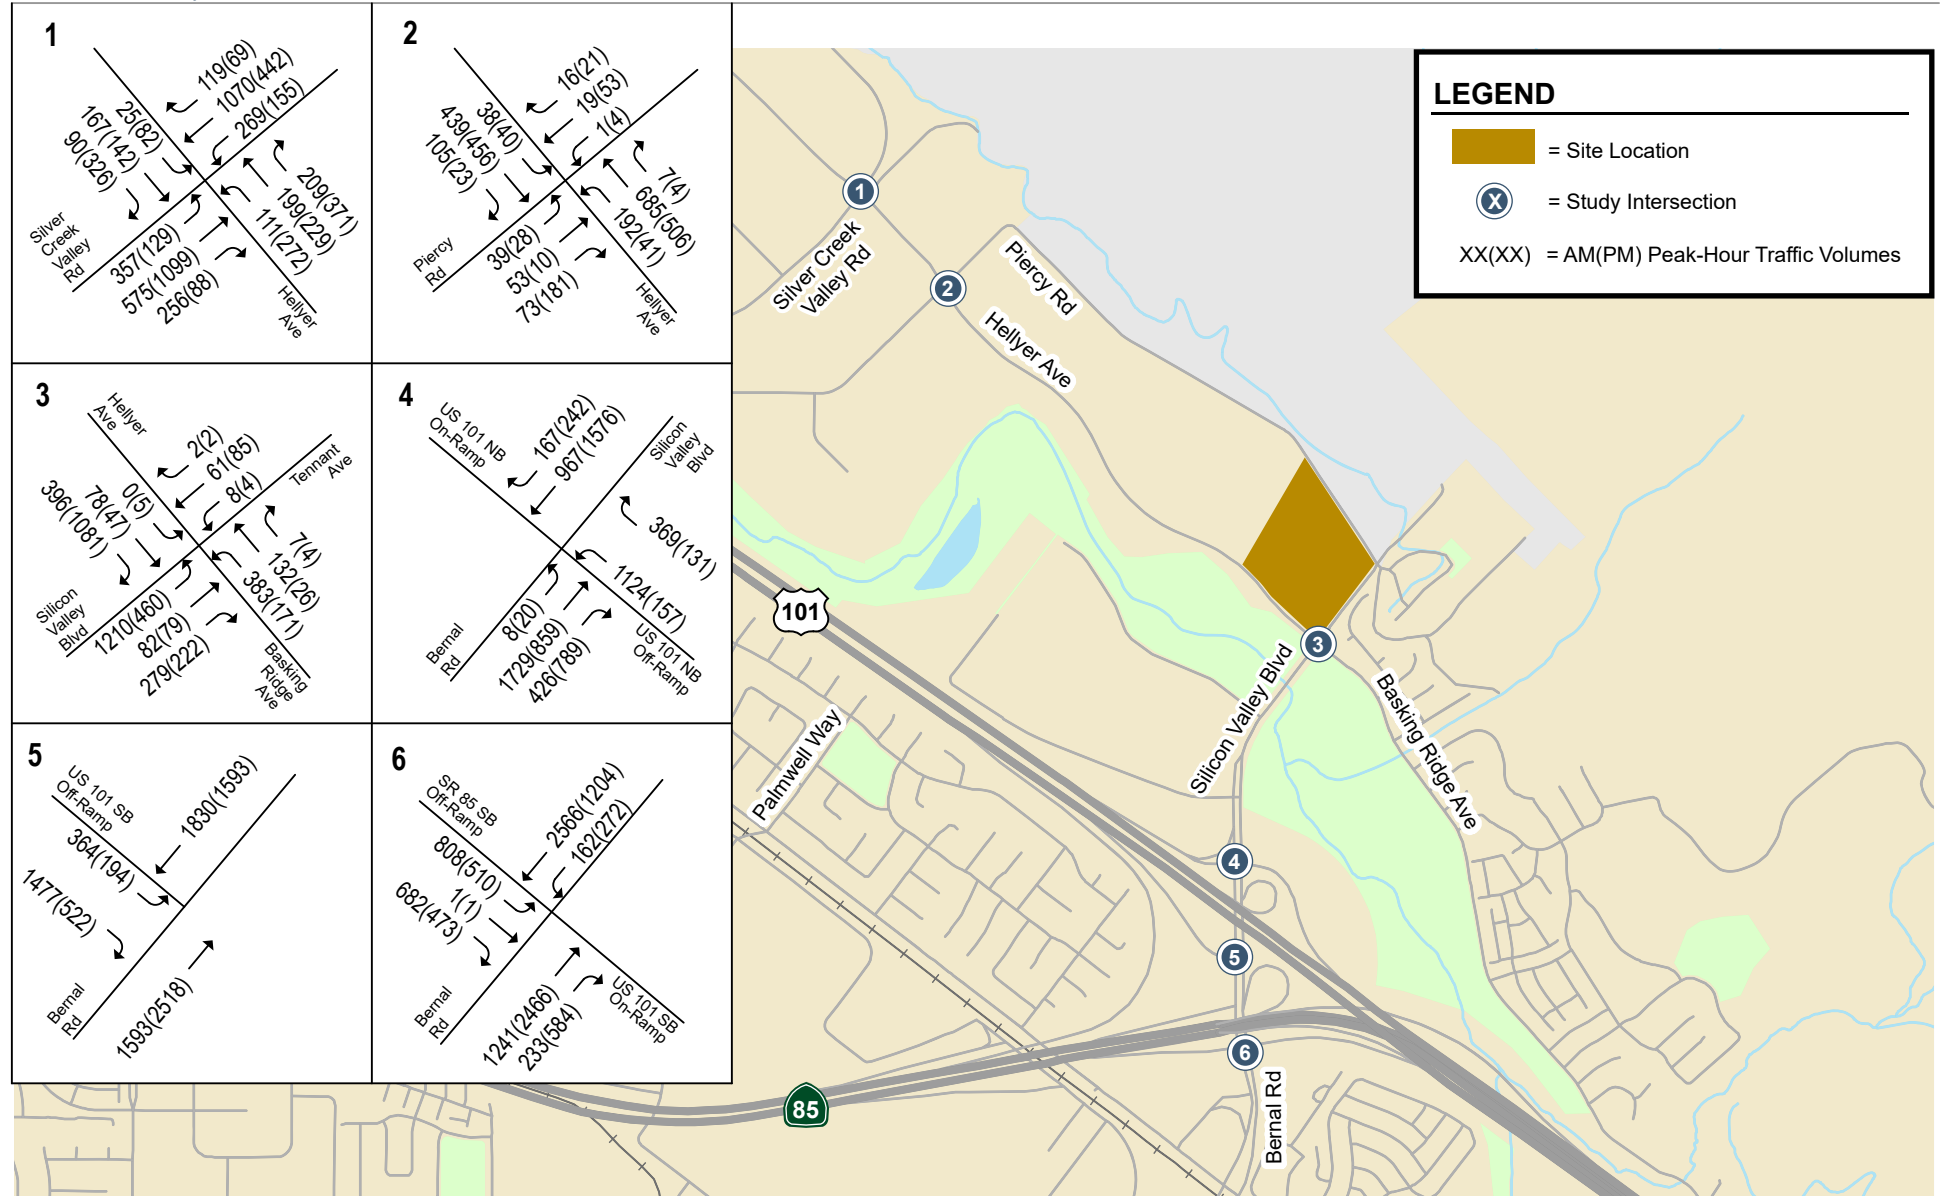 1
119(69)
1070(442)
269(155)
25(82)
167(142)
90(326)
209(371)
199(229)
111(272)
357(129)
575(1099)
256(88)
Silver
Creek
Valley
Rd
Hellyer
Ave
2
16(21)
19(53)
1(4)
38(40)
439(456)
105(23)
7(4)
685(506)
192(41)
39(28)
53(10)
73(181)
Piercy
Rd
Hellyer
Ave
3
Hellyer
Ave
2(2)
61(85)
8(4)
Tennant
Ave
0(5)
78(47)
396(1081)
7(4)
132(26)
383(171)
1210(460)
82(79)
279(222)
Silicon
Valley
Blvd
Basking
Ridge
Ave
4
US 101 NB
On-Ramp
167(242)
967(1576)
Silicon
Valley
Blvd
369(131)
1124(157)
8(20)
1729(859)
426(789)
Bernal
Rd
US 101 NB
Off-Ramp
5
US 101 SB
Off-Ramp
1830(1593)
364(194)
1477(522)
1593(2518)
Bernal
Rd
6
SR 85 SB
Off-Ramp
2566(1204)
162(272)
808(510)
1(1)
682(473)
1241(2466)
233(584)
Bernal
Rd
US 101 SB
On-Ramp
LEGEND
= Site Location
X
= Study Intersection
XX(XX) = AM(PM) Peak-Hour Traffic Volumes
1
Silver Creek
Valley Rd
2
Piercy Rd
Hellyer Ave
101
3
Silicon Valley Blvd
Basking Ridge Ave
Palmwell Way
4
5
6
85
Bernal Rd